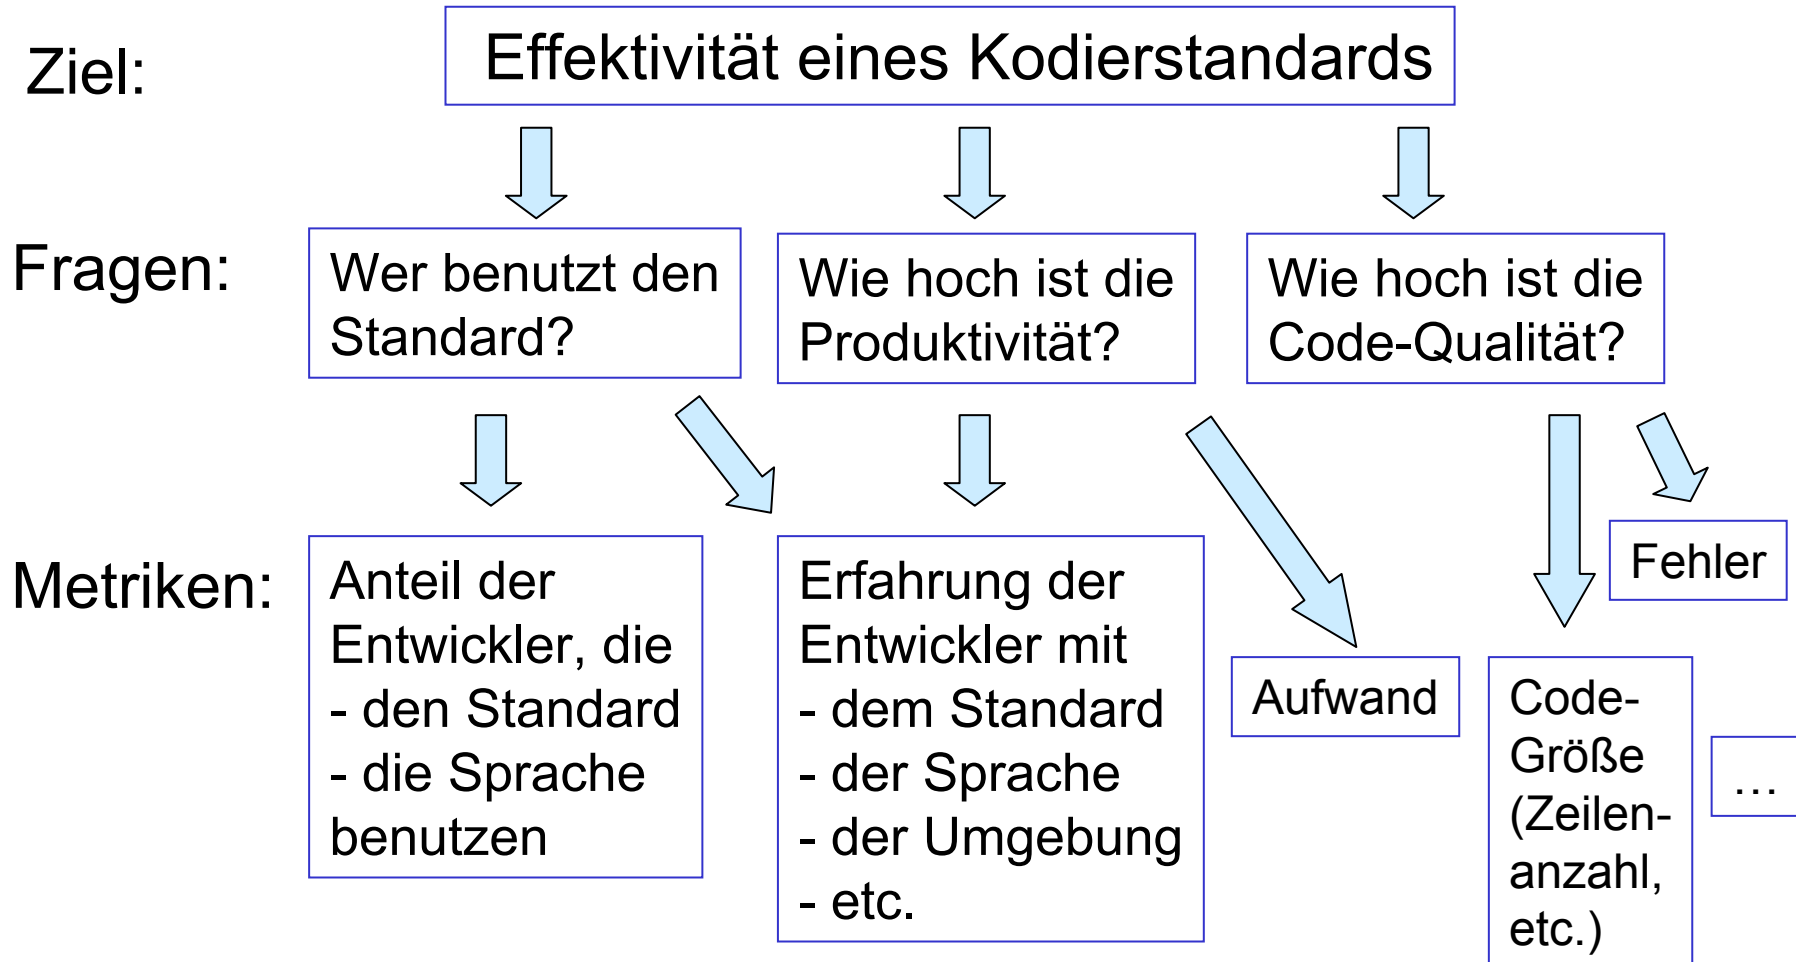 Ziel:
Effektivität eines Kodierstandards
Fragen:
Wer benutzt den
Standard?
Wie hoch ist die
Produktivität?
Wie hoch ist die
Code-Qualität?
Metriken:
Anteil der
Entwickler, die
- den Standard
- die Sprache
benutzen
Erfahrung der
Entwickler mit
- dem Standard
- der Sprache
- der Umgebung
- etc.
Aufwand
Code-
Größe
(Zeilen-
anzahl,
etc.)
Fehler
…